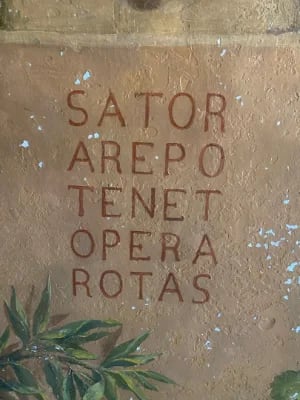 SATOR
AREPO
TENET
OPERA
ROTAS